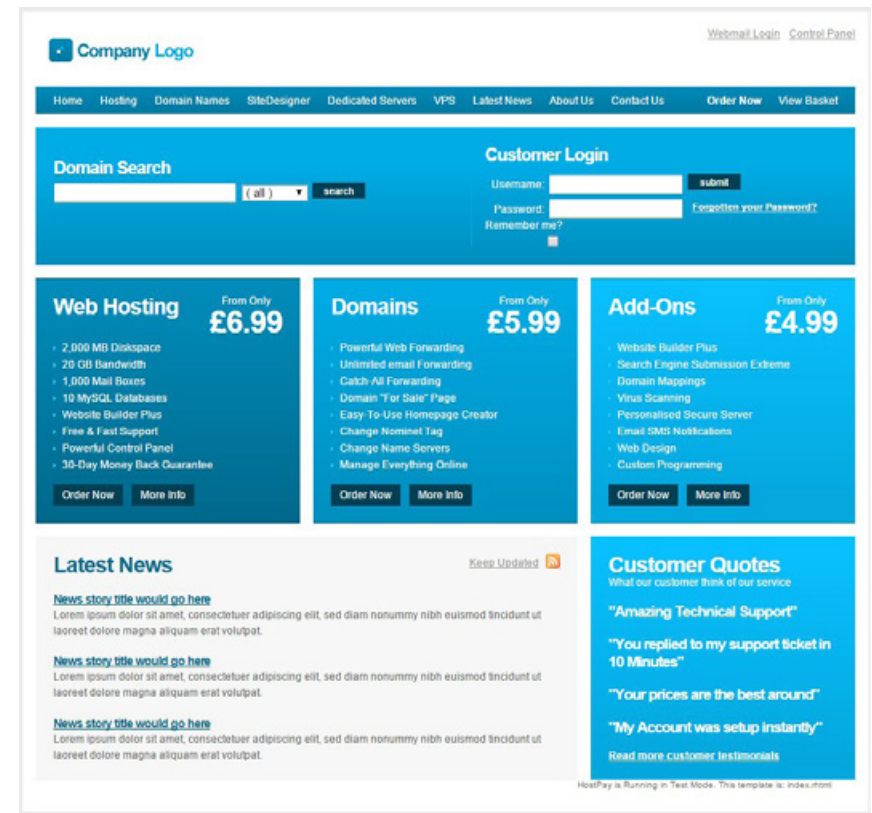 Webmail Login Control Panel
Company Logo
Home Hosting Domain Names SiteDesigner Dedicated Servers VPS Latest News About Us Contact Us Order Now View Basket
Domain Search
( all ) search
Customer Login
Username: submit
Password: Forgotten your Password?
Remember me?
Web Hosting
From Only
£6.99
2,000 MB Diskspace
20 GB Bandwidth
1,000 Mail Boxes
10 MySQL Databases
Website Builder Plus
Free & Fast Support
Powerful Control Panel
30-Day Money Back Guarantee
Order Now More Info
Domains
From Only
£5.99
Powerful Web Forwarding
Unlimited email Forwarding
Catch-All Forwarding
Domain "For Sale" Page
Easy-To-Use Homepage Creator
Change Nominet Tag
Change Name Servers
Manage Everything Online
Order Now More Info
Add-Ons
From Only
£4.99
Website Builder Plus
Search Engine Submission Extreme
Domain Mappings
Virus Scanning
Personalised Secure Server
Email SMS Notifications
Web Design
Custom Programming
Order Now More Info
Latest News
Keep Updated
News story title would go here
Lorem ipsum dolor sit amet, consectetuer adipiscing elit, sed diam nonummy nibh euismod tincidunt ut
laoreet dolore magna aliquam erat volutpat.
News story title would go here
Lorem ipsum dolor sit amet, consectetuer adipiscing elit, sed diam nonummy nibh euismod tincidunt ut
laoreet dolore magna aliquam erat volutpat.
News story title would go here
Lorem ipsum dolor sit amet, consectetuer adipiscing elit, sed diam nonummy nibh euismod tincidunt ut
laoreet dolore magna aliquam erat volutpat.
Customer Quotes
What our customer think of our service
"Amazing Technical Support"
"You replied to my support ticket in
10 Minutes"
"Your prices are the best around"
"My Account was setup instantly"
Read more customer testimonials
HostPay is Running in Test Mode. This template is: index.rhtml